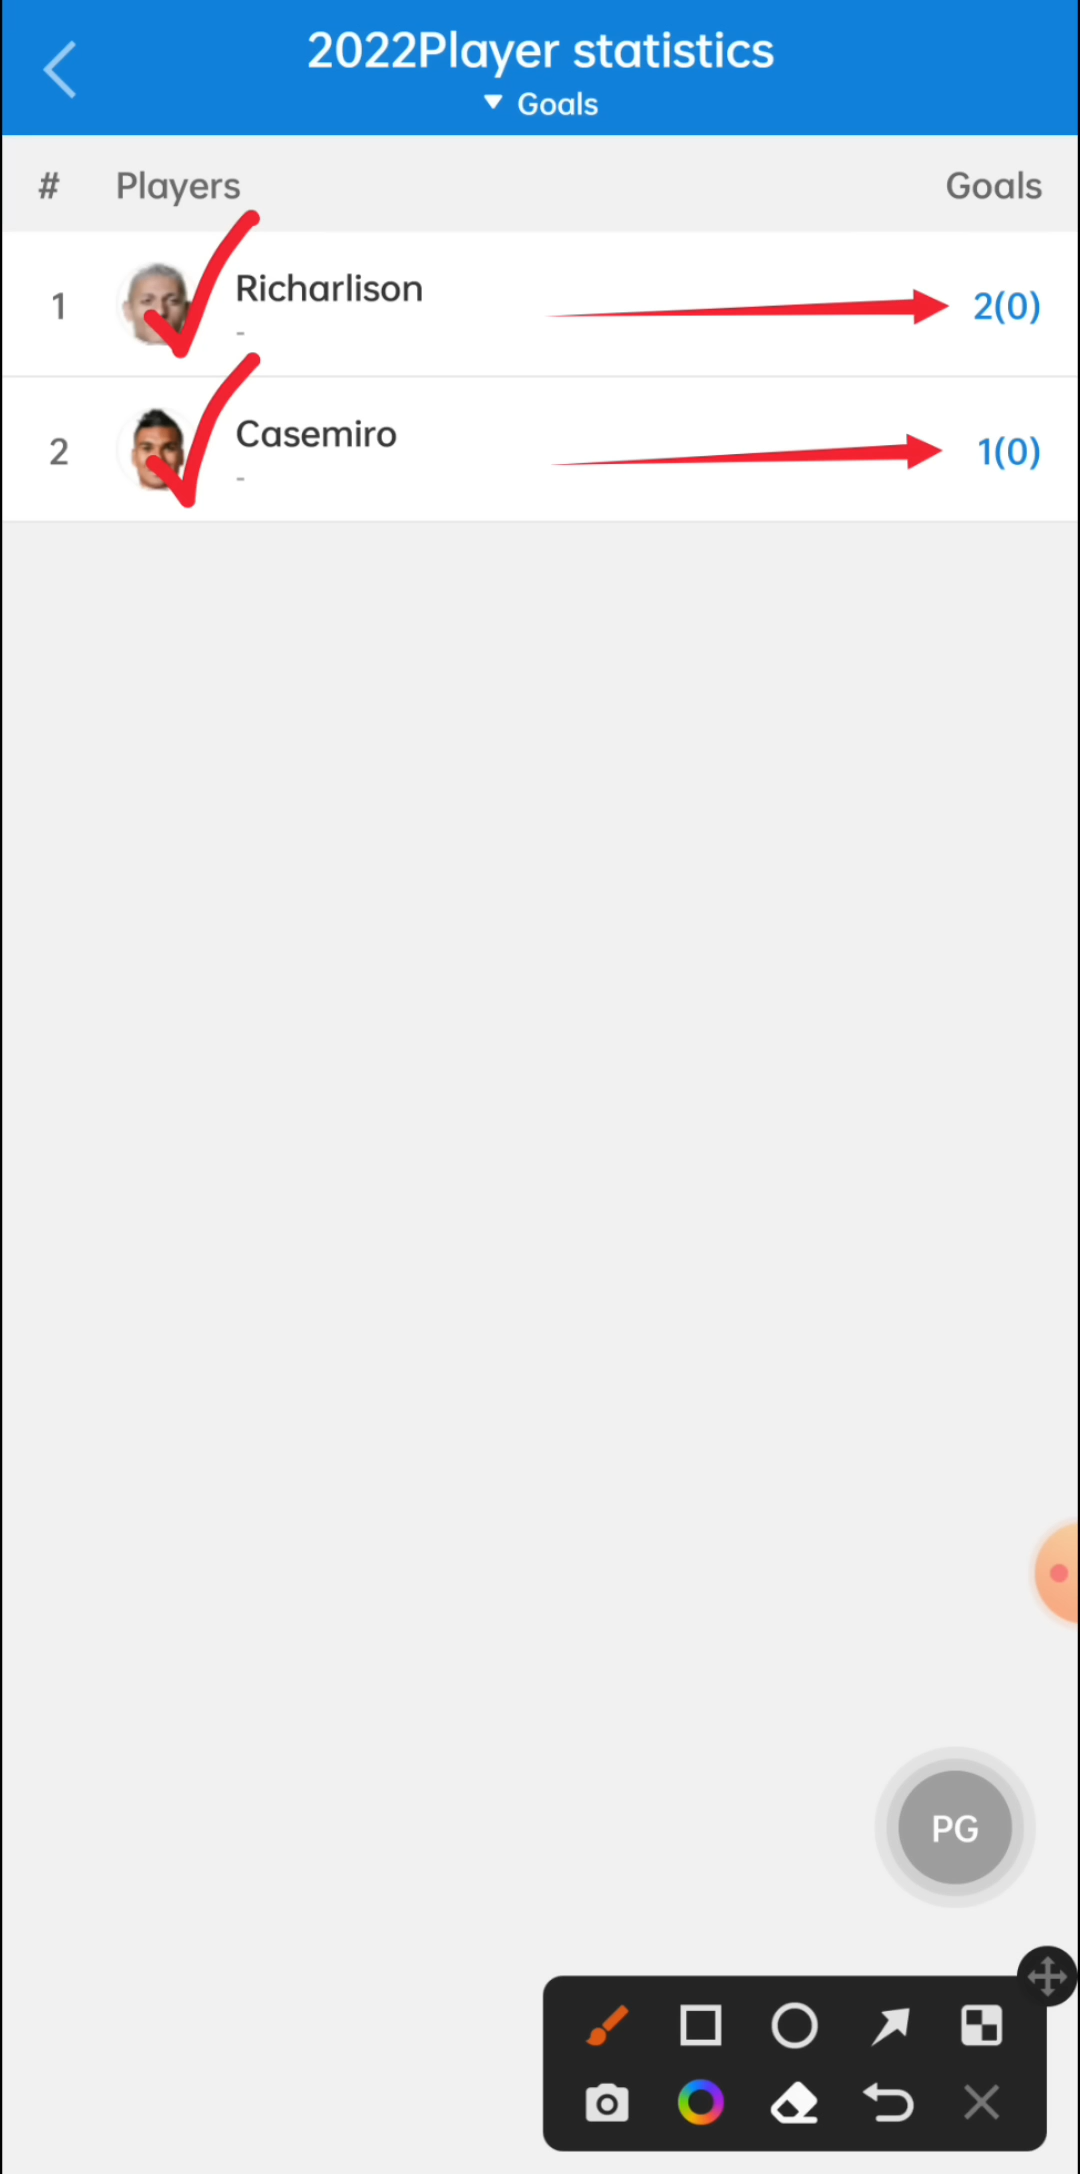 2022Player statistics
Goals
# Players Goals
1 Richarlison 2(0)
-
2 Casemiro 1(0)
-
PG